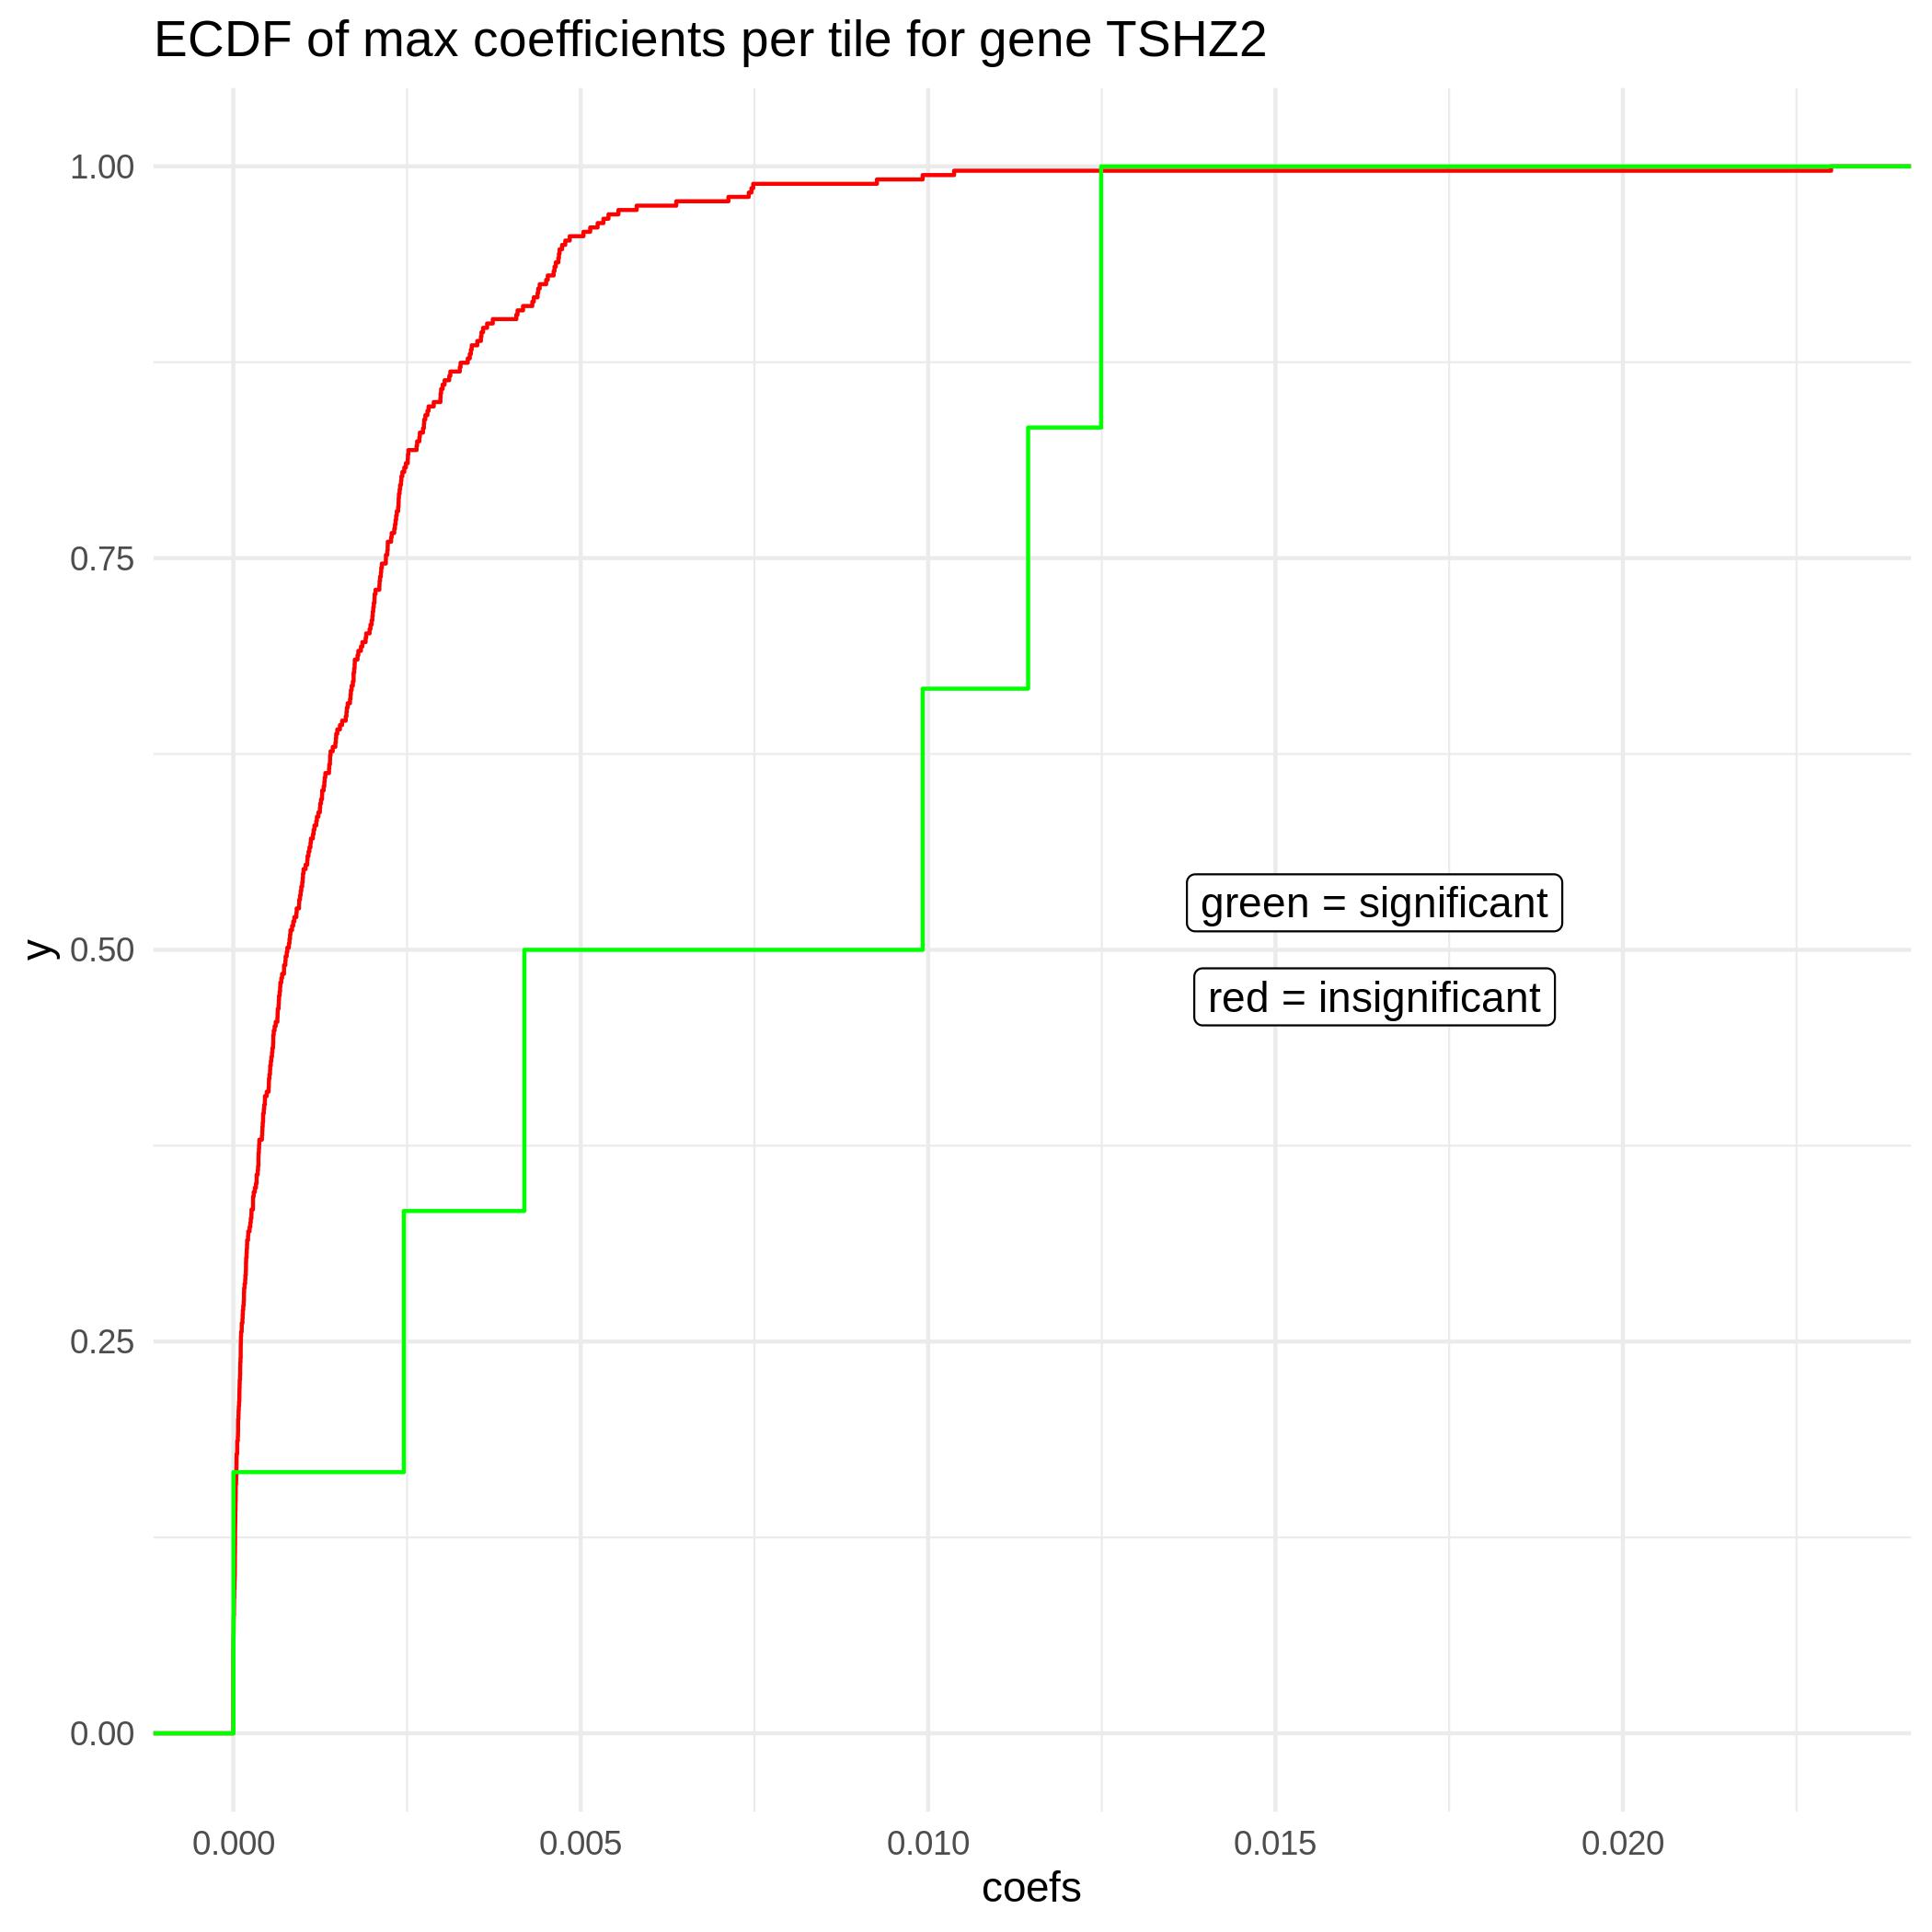 ECDF of max coefficients per tile for gene TSHZ2
y
1.00
0.75
0.50
0.25
0.00
green = significant
red = insignificant
0.000 0.005 0.010 0.015 0.020
coefs